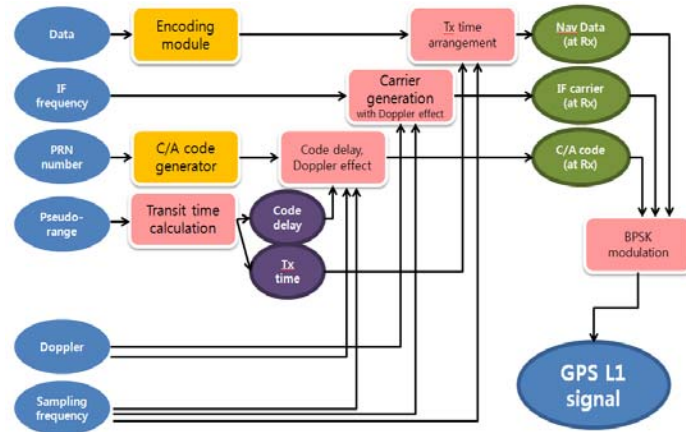 Data
Encoding
module
Tx time
arrangement
Nav Data
(at Rx)
IF
frequency
Carrier
generation
with Doppler effect
IF carrier
(at Rx)
PRN
number
C/A code
generator
Code delay,
Doppler effect
C/A code
(at Rx)
Pseudo-
range
Transit time
calculation
Code
delay
Tx
time
BPSK
modulation
Doppler
Sampling
frequency
GPS L1
signal